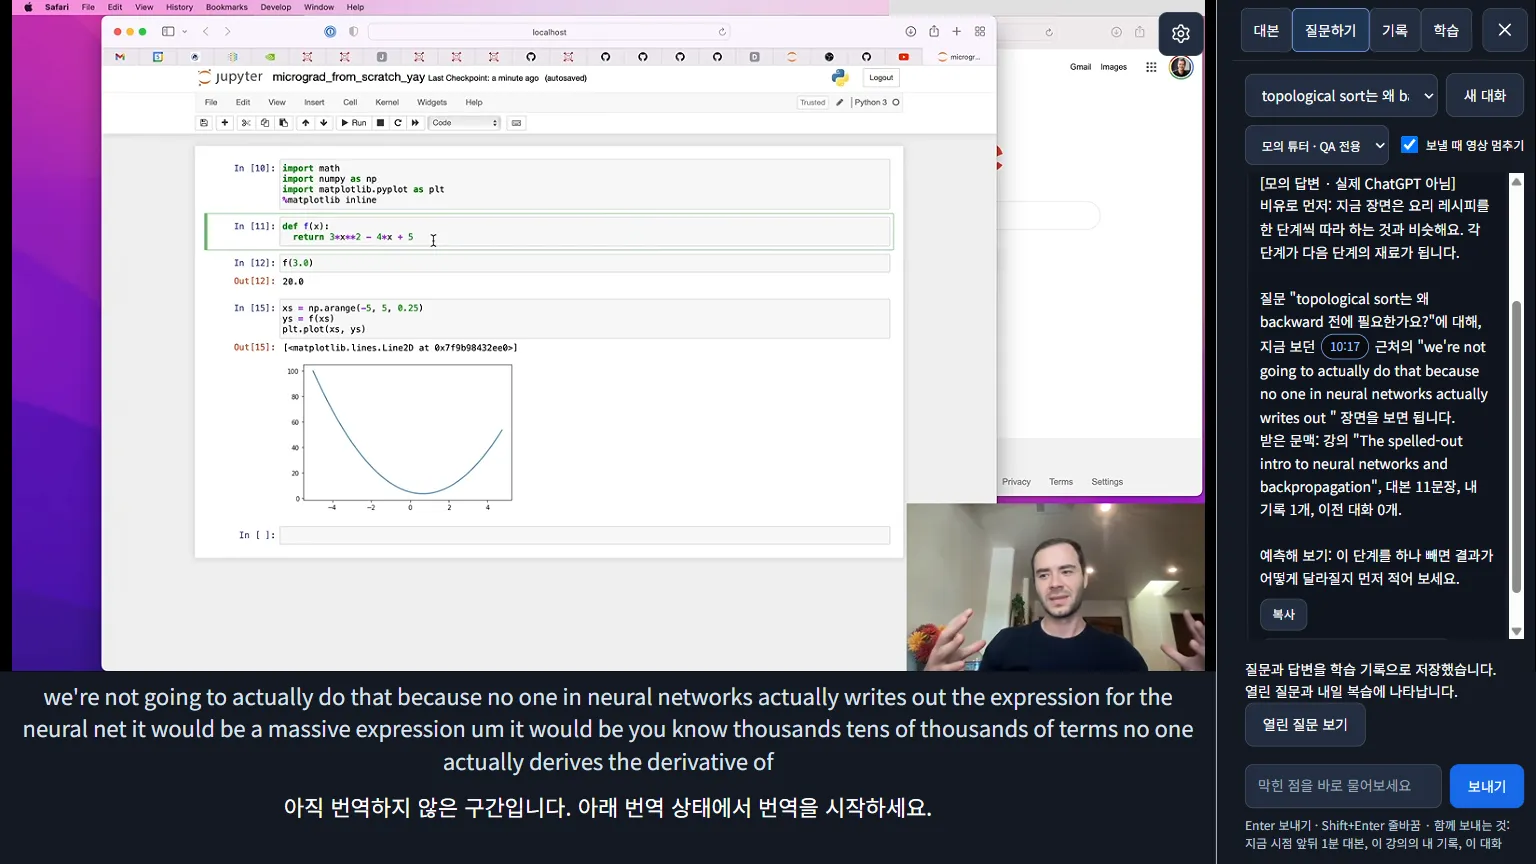 Safari File Edit View History Bookmarks Develop Window Help
localhost
microgr...
jupyter micrograd_from_scratch_yay Last Checkpoint: a minute ago (autosaved)
Logout
File Edit View Insert Cell Kernel Widgets Help
Trusted Python 3
Run Code
In [10]: import math
import numpy as np
import matplotlib.pyplot as plt
%matplotlib inline
In [11]: def f(x):
return 3*x**2 - 4*x + 5
In [12]: f(3.0)
Out[12]: 20.0
In [15]: xs = np.arange(-5, 5, 0.25)
ys = f(xs)
plt.plot(xs, ys)
Out[15]: [<matplotlib.lines.Line2D at 0x7f9b98432ee0>]
100
80
60
40
20
0
−4 −2 0 2 4
In [ ]:
Gmail Images
Privacy Terms Settings
we're not going to actually do that because no one in neural networks actually writes out the expression for the
neural net it would be a massive expression um it would be you know thousands tens of thousands of terms no one
actually derives the derivative of
아직 번역하지 않은 구간입니다. 아래 번역 상태에서 번역을 시작하세요.
대본 질문하기 기록 학습
topological sort는 왜 ba
새 대화
모의 튜터 · QA 전용
보낼 때 영상 멈추기
[모의 답변 · 실제 ChatGPT 아님]
비유로 먼저: 지금 장면은 요리 레시피를
한 단계씩 따라 하는 것과 비슷해요. 각
단계가 다음 단계의 재료가 됩니다.
질문 "topological sort는 왜
backward 전에 필요한가요?"에 대해,
지금 보던 10:17 근처의 "we're not
going to actually do that because
no one in neural networks actually
writes out " 장면을 보면 됩니다.
받은 문맥: 강의 "The spelled-out
intro to neural networks and
backpropagation", 대본 11문장, 내
기록 1개, 이전 대화 0개.
예측해 보기: 이 단계를 하나 빼면 결과가
어떻게 달라질지 먼저 적어 보세요.
복사
질문과 답변을 학습 기록으로 저장했습니다.
열린 질문과 내일 복습에 나타납니다.
열린 질문 보기
막힌 점을 바로 물어보세요
보내기
Enter 보내기 · Shift+Enter 줄바꿈 · 함께 보내는 것:
지금 시점 앞뒤 1분 대본, 이 강의의 내 기록, 이 대화